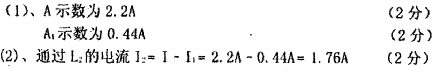 (1)、A 示数为 2.2A (2 分)
A₁示数为 0.44A (2 分)
(2)、通过 L₂的电流 I₂= I - I₁= 2.2A - 0.44A= 1.76A (2 分)